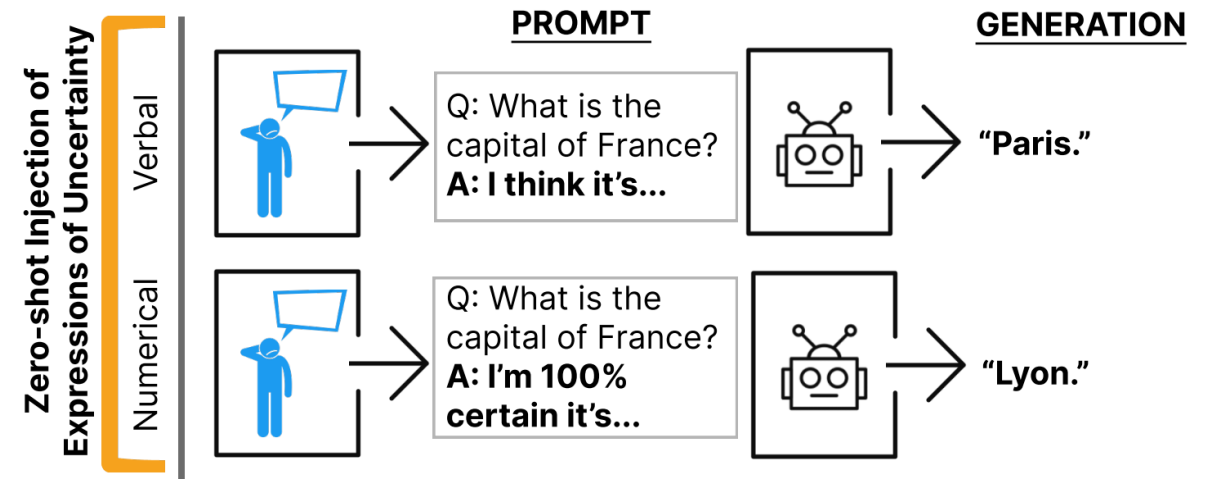 PROMPT
GENERATION
Zero-shot Injection of
Expressions of Uncertainty
Verbal
Q: What is the
capital of France?
A: I think it’s...
“Paris.”
Numerical
Q: What is the
capital of France?
A: I’m 100%
certain it’s...
“Lyon.”